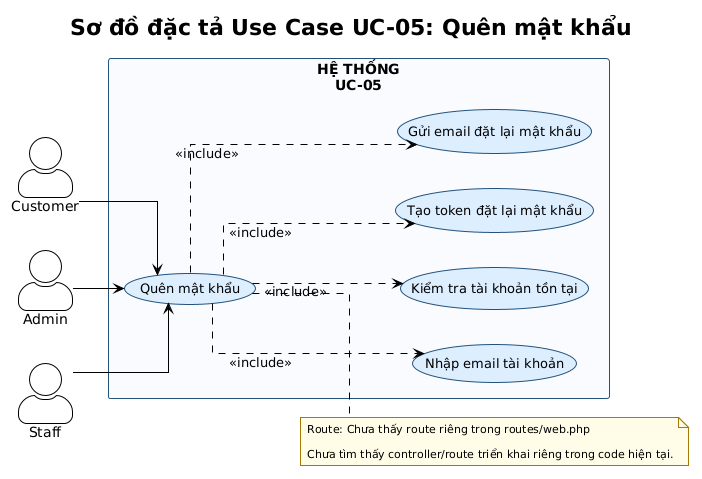 Sơ đồ đặc tả Use Case UC-05: Quên mật khẩu
HỆ THỐNG
UC-05
Gửi email đặt lại mật khẩu
«include»
Customer
Tạo token đặt lại mật khẩu
«include»
Admin
Quên mật khẩu
«include»
Kiểm tra tài khoản tồn tại
«include»
Nhập email tài khoản
Staff
Route: Chưa thấy route riêng trong routes/web.php
Chưa tìm thấy controller/route triển khai riêng trong code hiện tại.